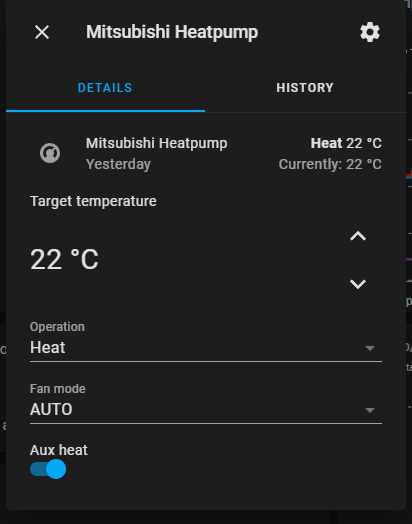 Mitsubishi Heatpump
DETAILS HISTORY
Mitsubishi Heatpump Heat 22 °C
Yesterday Currently: 22 °C
Target temperature
22 °C
Operation
Heat
Fan mode
AUTO
Aux heat